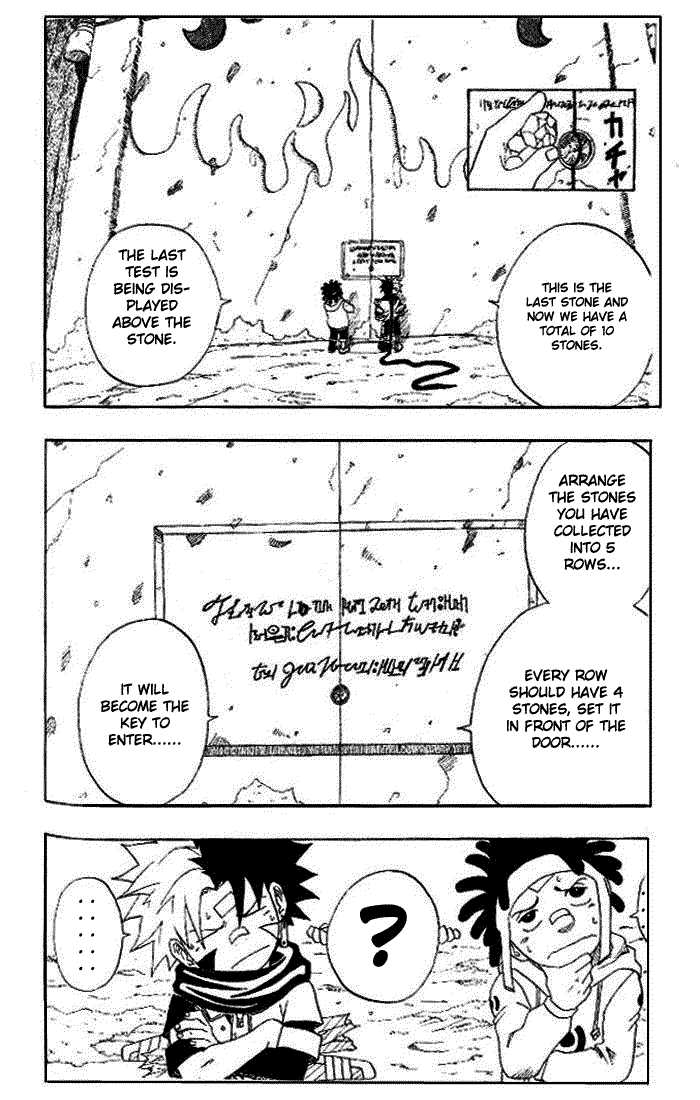 THIS IS THE
LAST STONE AND
NOW WE HAVE A
TOTAL OF 10
STONES.
カチャ
THE LAST
TEST IS
BEING DIS-
PLAYED
ABOVE THE
STONE.
ARRANGE
THE STONES
YOU HAVE
COLLECTED
INTO 5
ROWS...
EVERY ROW
SHOULD HAVE 4
STONES, SET IT
IN FRONT OF THE
DOOR......
IT WILL
BECOME THE
KEY TO
ENTER......
?